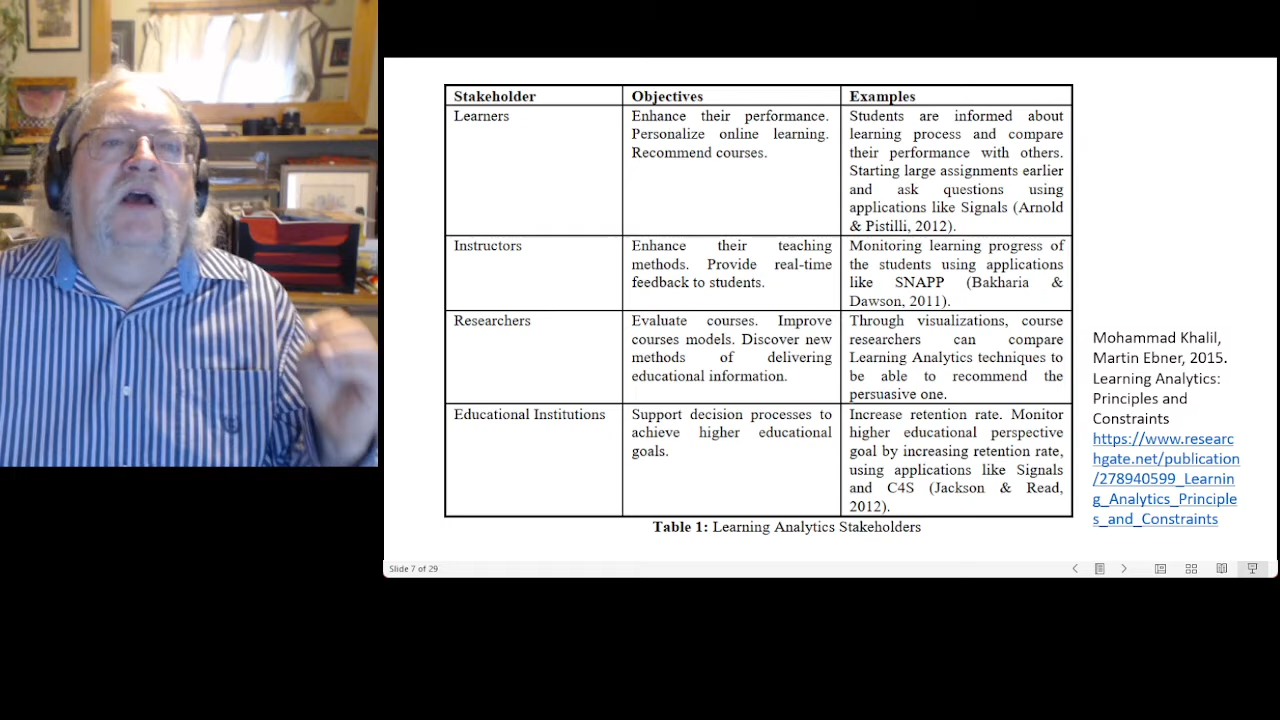 Stakeholder
Objectives
Examples
Learners
Enhance their performance.
Personalize online learning.
Recommend courses.
Students are informed about
learning process and compare
their performance with others.
Starting large assignments earlier
and ask questions using
applications like Signals (Arnold
& Pistilli, 2012).
Instructors
Enhance their teaching
methods. Provide real-time
feedback to students.
Monitoring learning progress of
the students using applications
like SNAPP (Bakharia &
Dawson, 2011).
Researchers
Evaluate courses. Improve
courses models. Discover new
methods of delivering
educational information.
Through visualizations, course
researchers can compare
Learning Analytics techniques to
be able to recommend the
persuasive one.
Educational Institutions
Support decision processes to
achieve higher educational
goals.
Increase retention rate. Monitor
higher educational perspective
goal by increasing retention rate,
using applications like Signals
and C4S (Jackson & Read,
2012).
Table 1: Learning Analytics Stakeholders
Mohammad Khalil,
Martin Ebner, 2015.
Learning Analytics:
Principles and
Constraints
https://www.researc
hgate.net/publication
/278940599_Learnin
g_Analytics_Principle
s_and_Constraints
Slide 7 of 29